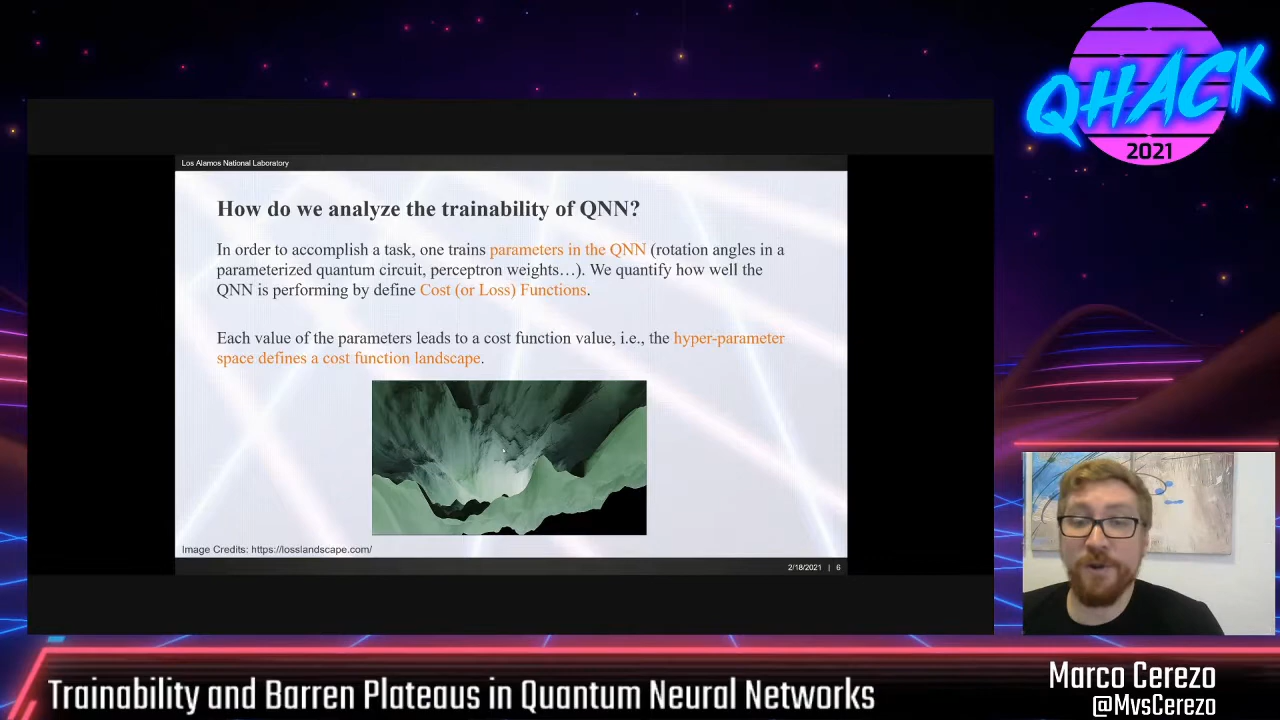 QHACK
2021
Los Alamos National Laboratory
How do we analyze the trainability of QNN?
In order to accomplish a task, one trains parameters in the QNN (rotation angles in a
parameterized quantum circuit, perceptron weights…). We quantify how well the
QNN is performing by define Cost (or Loss) Functions.
Each value of the parameters leads to a cost function value, i.e., the hyper-parameter
space defines a cost function landscape.
Image Credits: https://losslandscape.com/
2/18/2021 | 6
Trainability and Barren Plateaus in Quantum Neural Networks
Marco Cerezo
@MvsCerezo